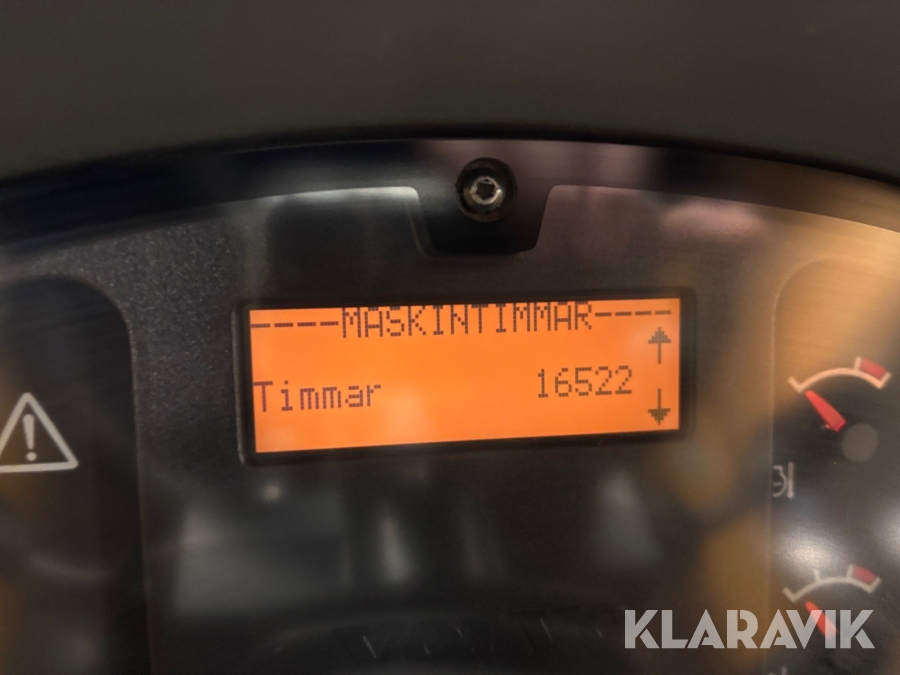 ----MASKINTIMMAR----
Timmar 16522
KLARAVIK